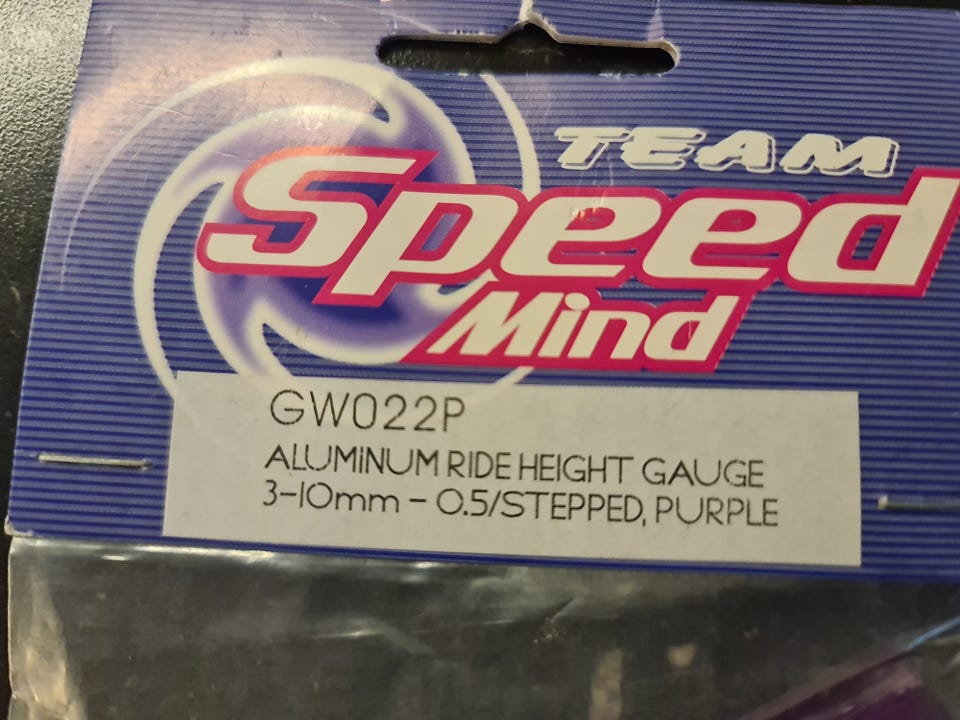 TEAM
Speed
Mind
GW022P
ALUMINUM RIDE HEIGHT GAUGE
3-10mm - 0.5/STEPPED, PURPLE